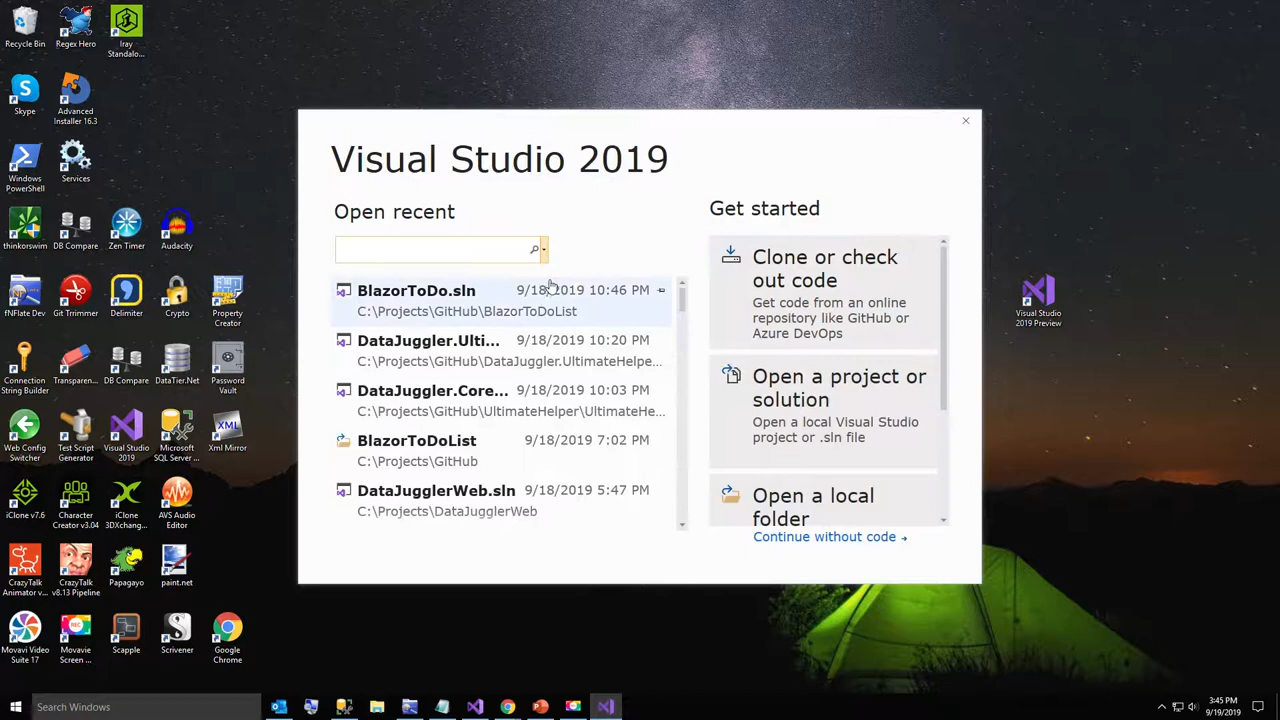 Recycle Bin
Regex Hero
Iray
Standalo...
Skype
Advanced
Installer 16.3
Windows
PowerShell
Services
thinkorswim
DB Compare
Zen Timer
Audacity
fNFlate Dev
Git Trimmer
Delimiter
Crypto
Property
Creator
Connection
String Builder
Transparen...
DB Compare
DataTier.Net
Password
Vault
Web Config
Switcher
Test Script
Generator
Visual Studio
2019
Microsoft
SQL Server ...
XML
Xml Mirror
iClone v7.6
Character
Creator v3.04
iClone
3DXchang...
AVS Audio
Editor
CrazyTalk
Animator v...
CrazyTalk
v8.13 Pipeline
Papagayo
paint.net
Movavi Video
Suite 17
REC
Movavie
Screen ...
Scapple
Scrivener
Google
Chrome
Visual Studio 2019
Open recent
BlazorToDo.sln 9/18/2019 10:46 PM
C:\Projects\GitHub\BlazorToDoList
DataJuggler.Ulti... 9/18/2019 10:20 PM
C:\Projects\GitHub\DataJuggler.UltimateHelpe...
DataJuggler.Core... 9/18/2019 10:03 PM
C:\Projects\GitHub\UltimateHelper\UltimateHe...
BlazorToDoList 9/18/2019 7:02 PM
C:\Projects\GitHub
DataJugglerWeb.sln 9/18/2019 5:47 PM
C:\Projects\DataJugglerWeb
Get started
Clone or check
out code
Get code from an online
repository like GitHub or
Azure DevOps
Open a project or
solution
Open a local Visual Studio
project or .sln file
Open a local
folder
Continue without code →
Visual Studio
2019 Preview
Search Windows
3:45 PM
9/19/2019